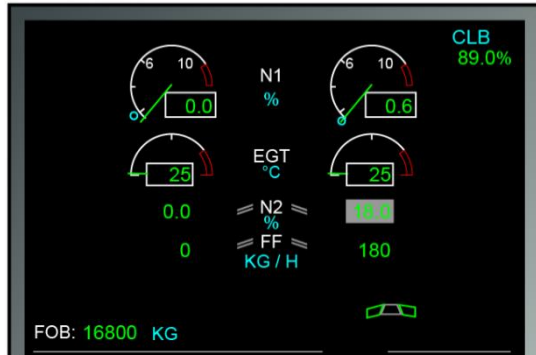 CLB
89.0%
6 10 N1 6 10
0.0 % 0.6
EGT
25 °C 25
0.0 N2 18.0
%
0 FF 180
KG / H
FOB: 16800 KG